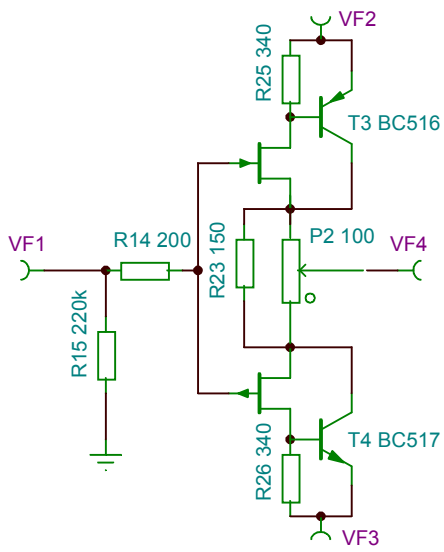 VF2
R25 340
T3 BC516
VF1
R14 200
R23 150
P2 100
VF4
R15 220k
R26 340
T4 BC517
VF3